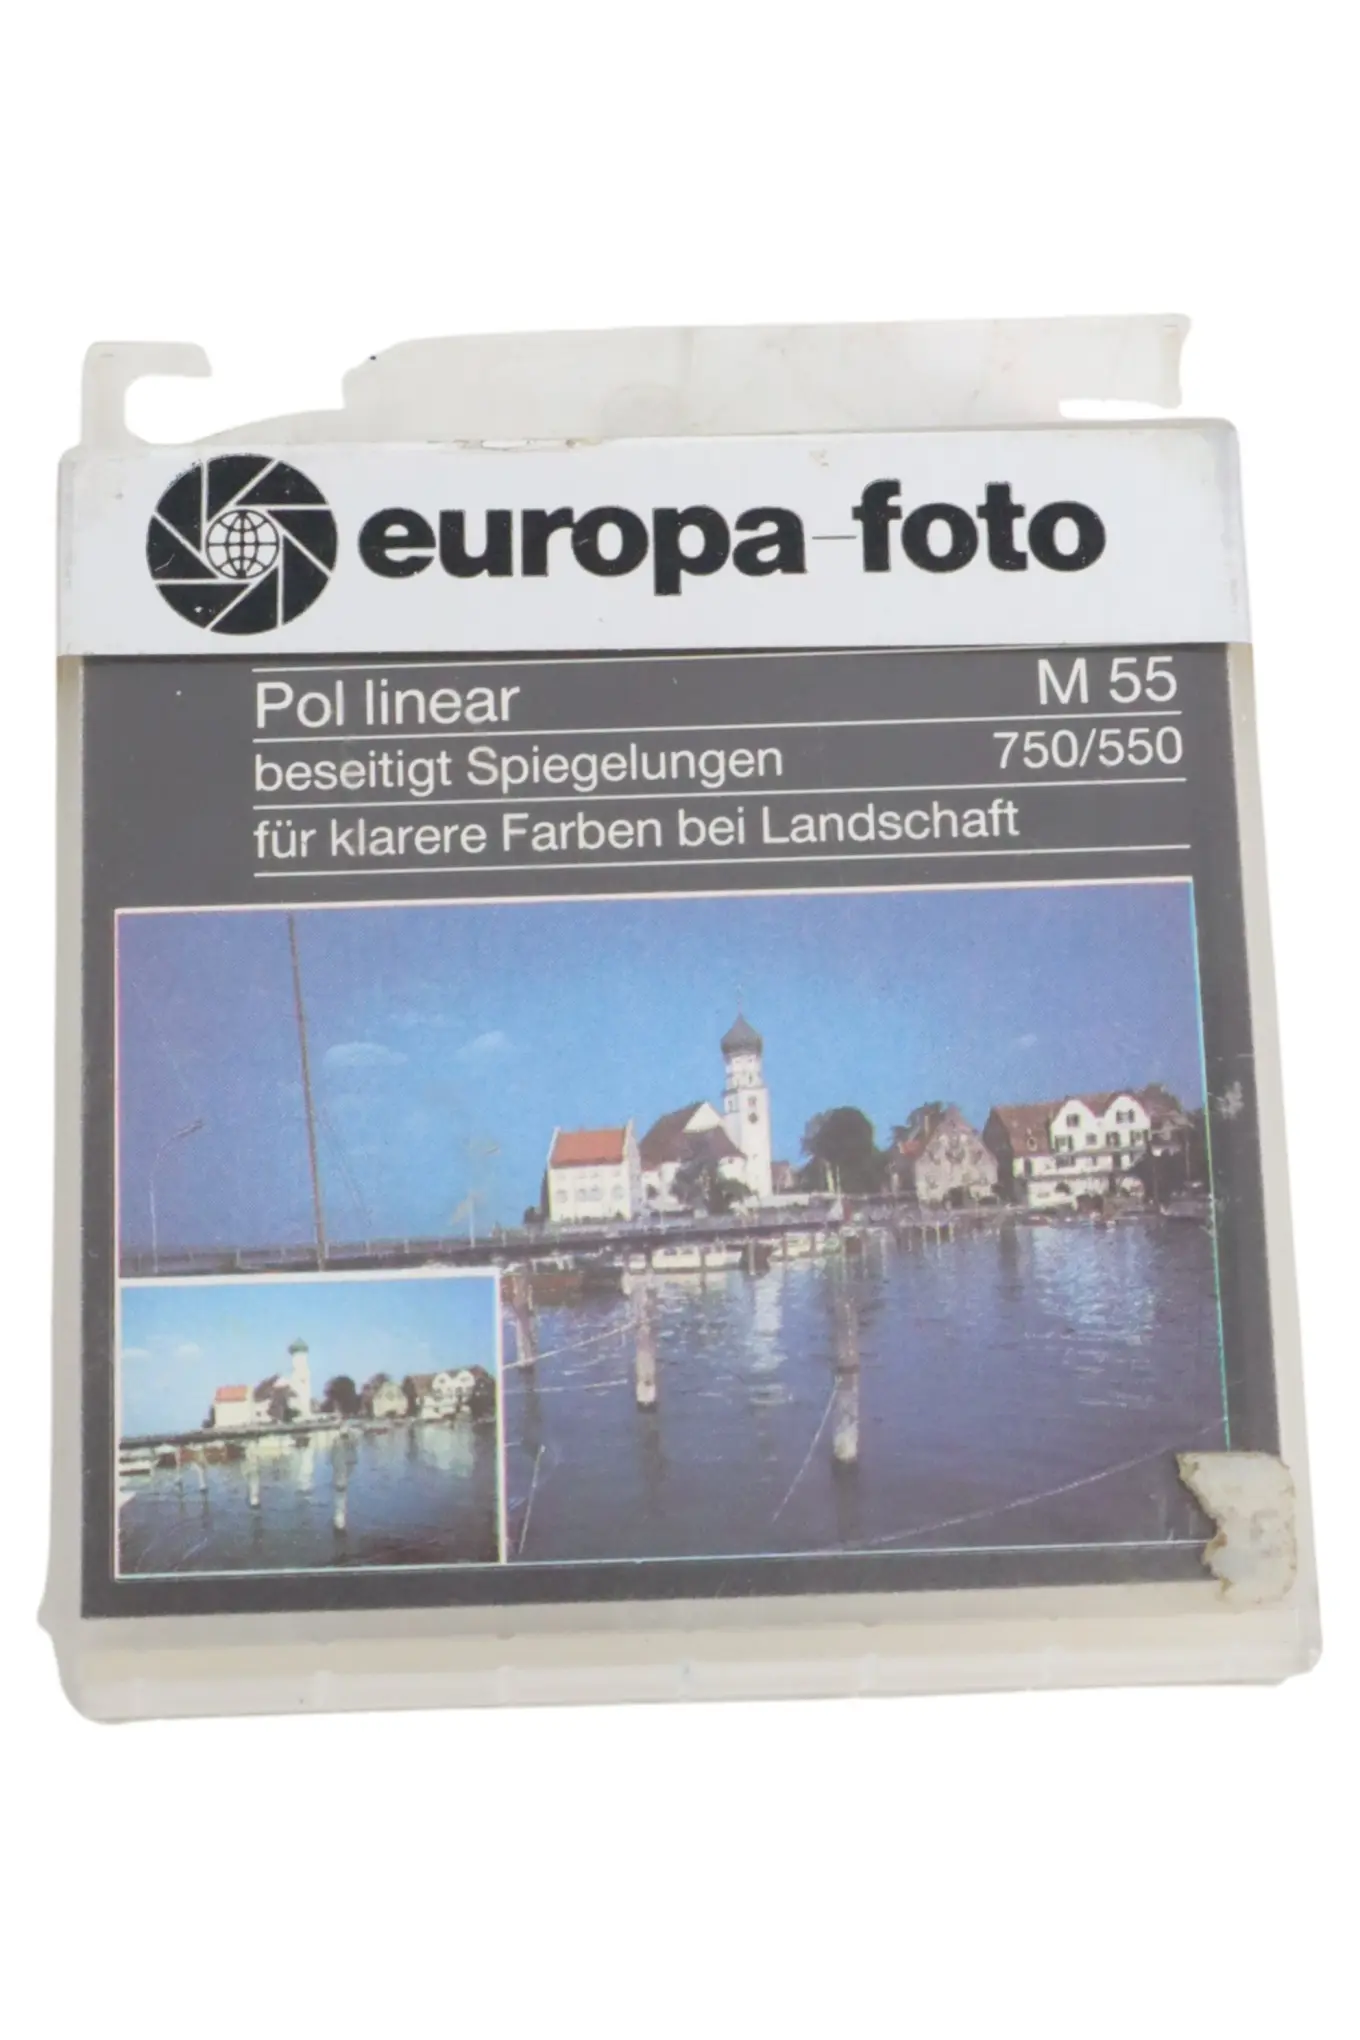 europa-foto
Pol linear M 55
beseitigt Spiegelungen 750/550
für klarere Farben bei Landschaft